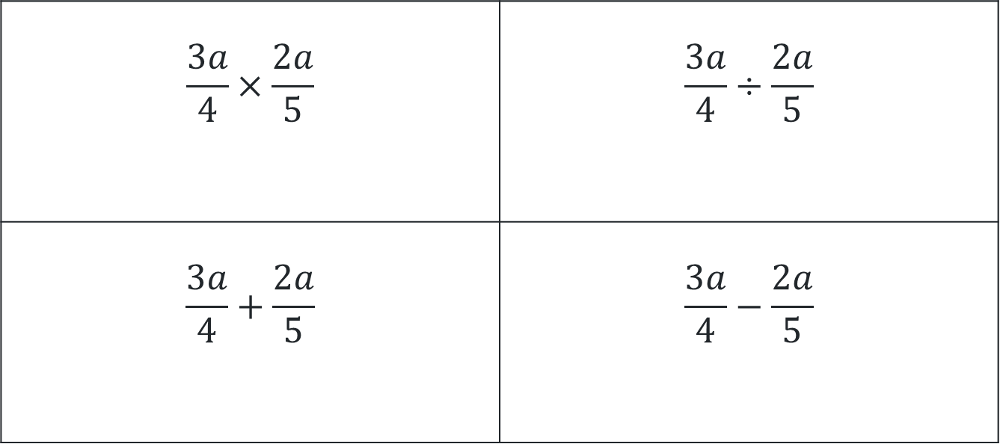 3a/4 × 2a/5
3a/4 ÷ 2a/5
3a/4 + 2a/5
3a/4 − 2a/5